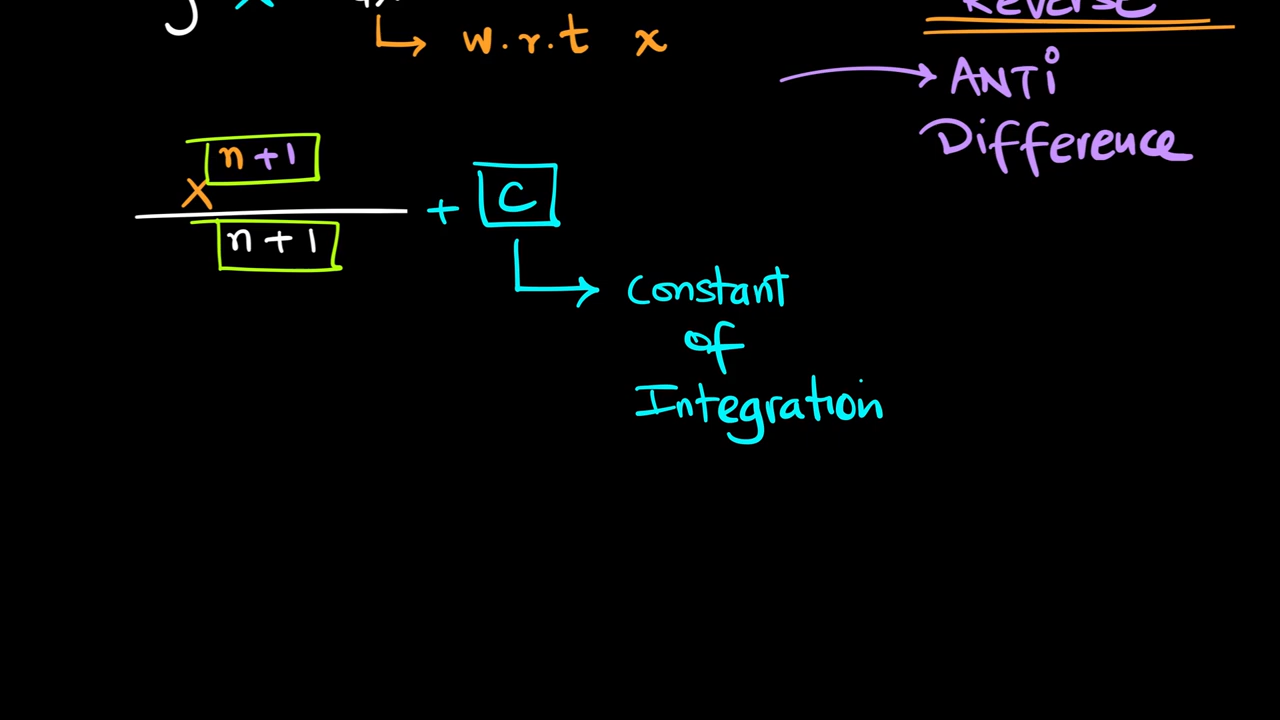 Reverse
w.r.t x
ANTi
Difference
x^{n+1}
n+1
+ C
Constant
of
Integration